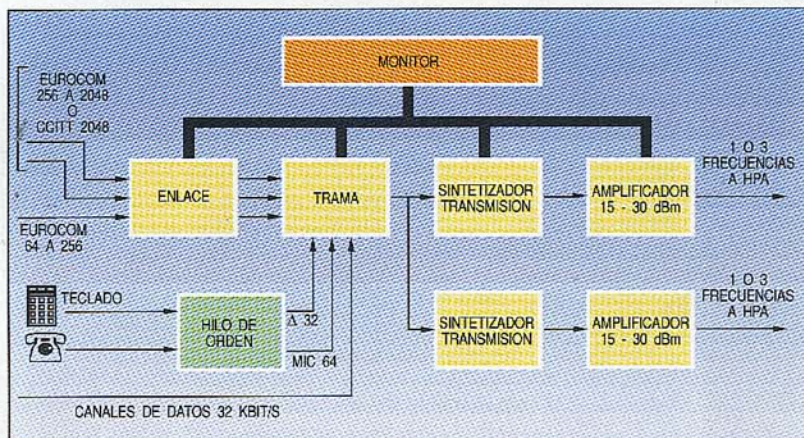 MONITOR
EUROCOM
256 A 2048
O
CCITT 2048
ENLACE
TRAMA
SINTETIZADOR
TRANSMISION
AMPLIFICADOR
15 - 30 dBm
1 O 3
FRECUENCIAS
A HPA
EUROCOM
64 A 256
TECLADO
HILO DE
ORDEN
Δ 32
MIC 64
SINTETIZADOR
TRANSMISION
AMPLIFICADOR
15 - 30 dBm
1 O 3
FRECUENCIAS
A HPA
CANALES DE DATOS 32 KBIT/S